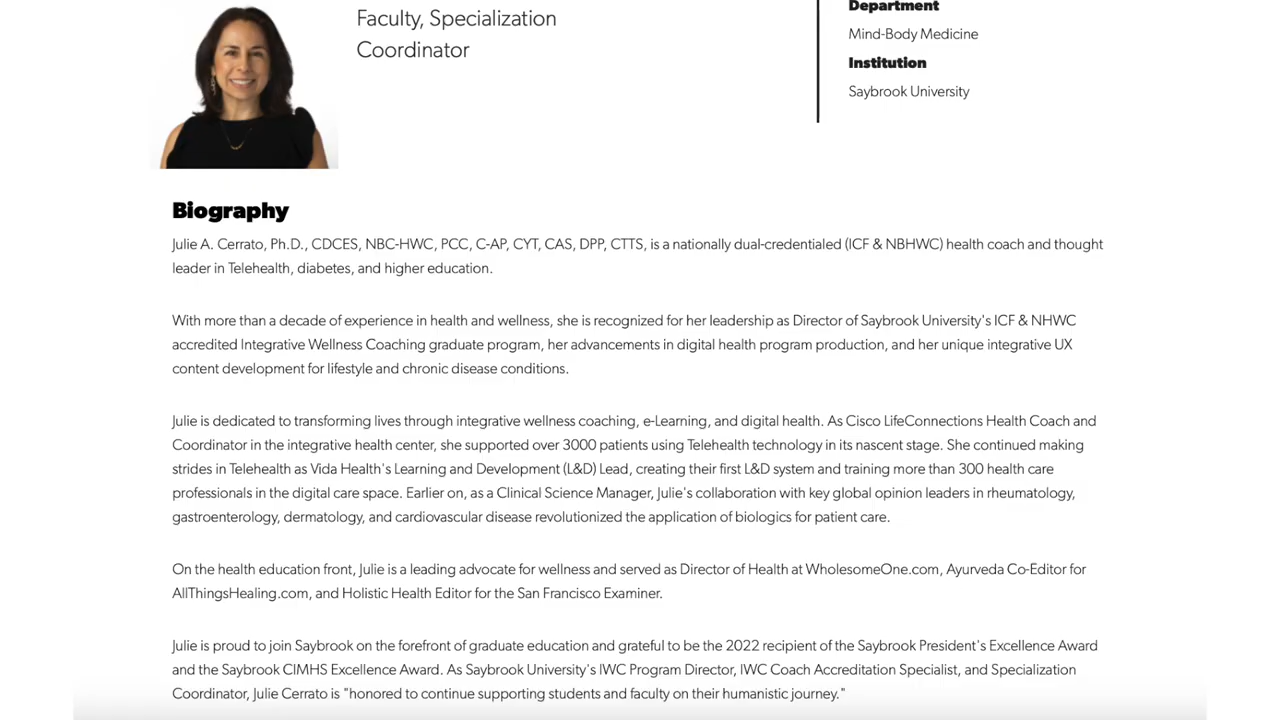 Faculty, Specialization
Coordinator
Department
Mind-Body Medicine
Institution
Saybrook University
Biography
Julie A. Cerrato, Ph.D., CDCES, NBC-HWC, PCC, C-AP, CYT, CAS, DPP, CTTS, is a nationally dual-credentialed (ICF & NBHWC) health coach and thought
leader in Telehealth, diabetes, and higher education.
With more than a decade of experience in health and wellness, she is recognized for her leadership as Director of Saybrook University's ICF & NHWC
accredited Integrative Wellness Coaching graduate program, her advancements in digital health program production, and her unique integrative UX
content development for lifestyle and chronic disease conditions.
Julie is dedicated to transforming lives through integrative wellness coaching, e-Learning, and digital health. As Cisco LifeConnections Health Coach and
Coordinator in the integrative health center, she supported over 3000 patients using Telehealth technology in its nascent stage. She continued making
strides in Telehealth as Vida Health's Learning and Development (L&D) Lead, creating their first L&D system and training more than 300 health care
professionals in the digital care space. Earlier on, as a Clinical Science Manager, Julie's collaboration with key global opinion leaders in rheumatology,
gastroenterology, dermatology, and cardiovascular disease revolutionized the application of biologics for patient care.
On the health education front, Julie is a leading advocate for wellness and served as Director of Health at WholesomeOne.com, Ayurveda Co-Editor for
AllThingsHealing.com, and Holistic Health Editor for the San Francisco Examiner.
Julie is proud to join Saybrook on the forefront of graduate education and grateful to be the 2022 recipient of the Saybrook President's Excellence Award
and the Saybrook CIMHS Excellence Award. As Saybrook University's IWC Program Director, IWC Coach Accreditation Specialist, and Specialization
Coordinator, Julie Cerrato is "honored to continue supporting students and faculty on their humanistic journey."